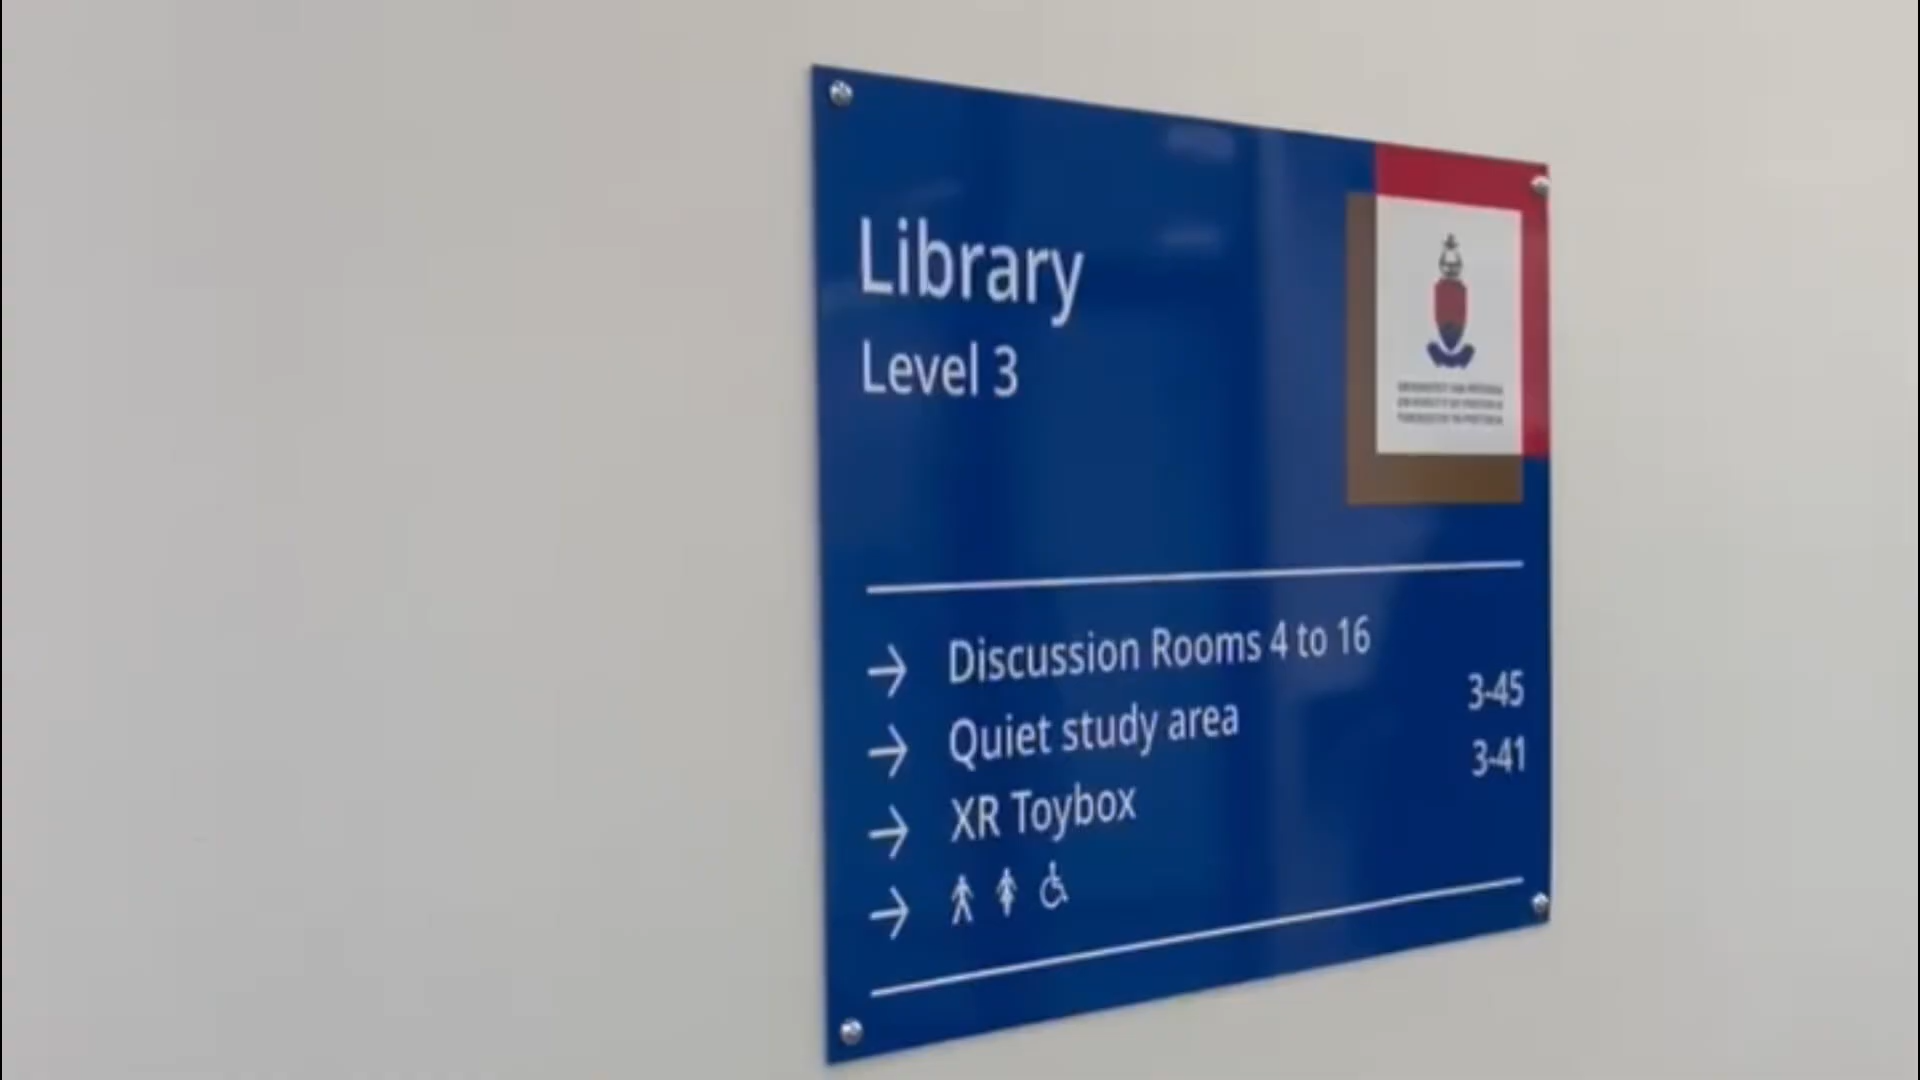 Library
Level 3
→ Discussion Rooms 4 to 16
→ Quiet study area 3-45
→ XR Toybox 3-41
→